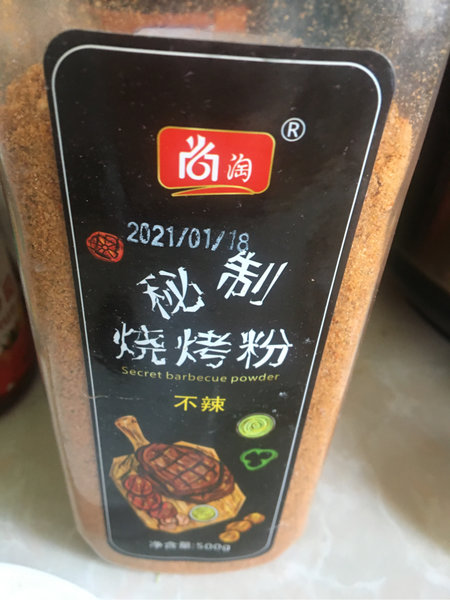 尚淘®
2021/01/18
秘制
烧烤粉
Secret barbecue powder
不辣
净含量:500g